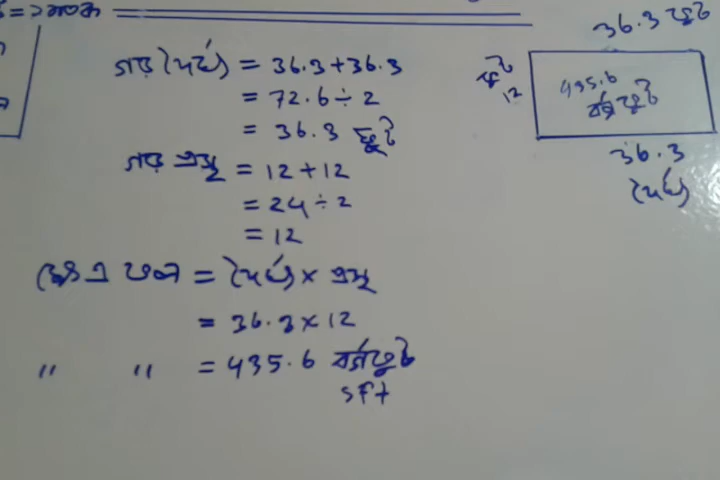 গড় দৈর্ঘ্য = 36.3+36.3
= 72.6÷2
= 36.3 ফুট
গড় প্রস্থ = 12+12
= 24÷2
= 12
ক্ষেত্রফল = দৈর্ঘ্য × প্রস্থ
= 36.3×12
" " = 435.6 বর্গফুট
sft
36.3 ফুট
ফুট
12
435.6
বর্গফুট
36.3
দৈর্ঘ্য